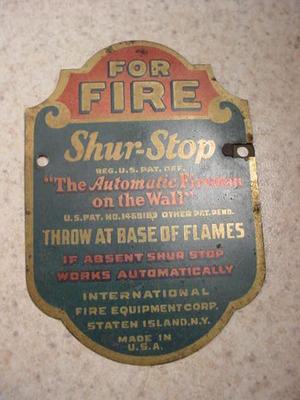 FOR
FIRE
Shur-Stop
REG. U.S. PAT. OFF.
"The Automatic Fireman
on the Wall"
U.S. PAT. NO. 1468163 OTHER PAT. PEND.
THROW AT BASE OF FLAMES
IF ABSENT SHUR STOP
WORKS AUTOMATICALLY
INTERNATIONAL
FIRE EQUIPMENT CORP.
STATEN ISLAND, N.Y.
MADE IN
U.S.A.